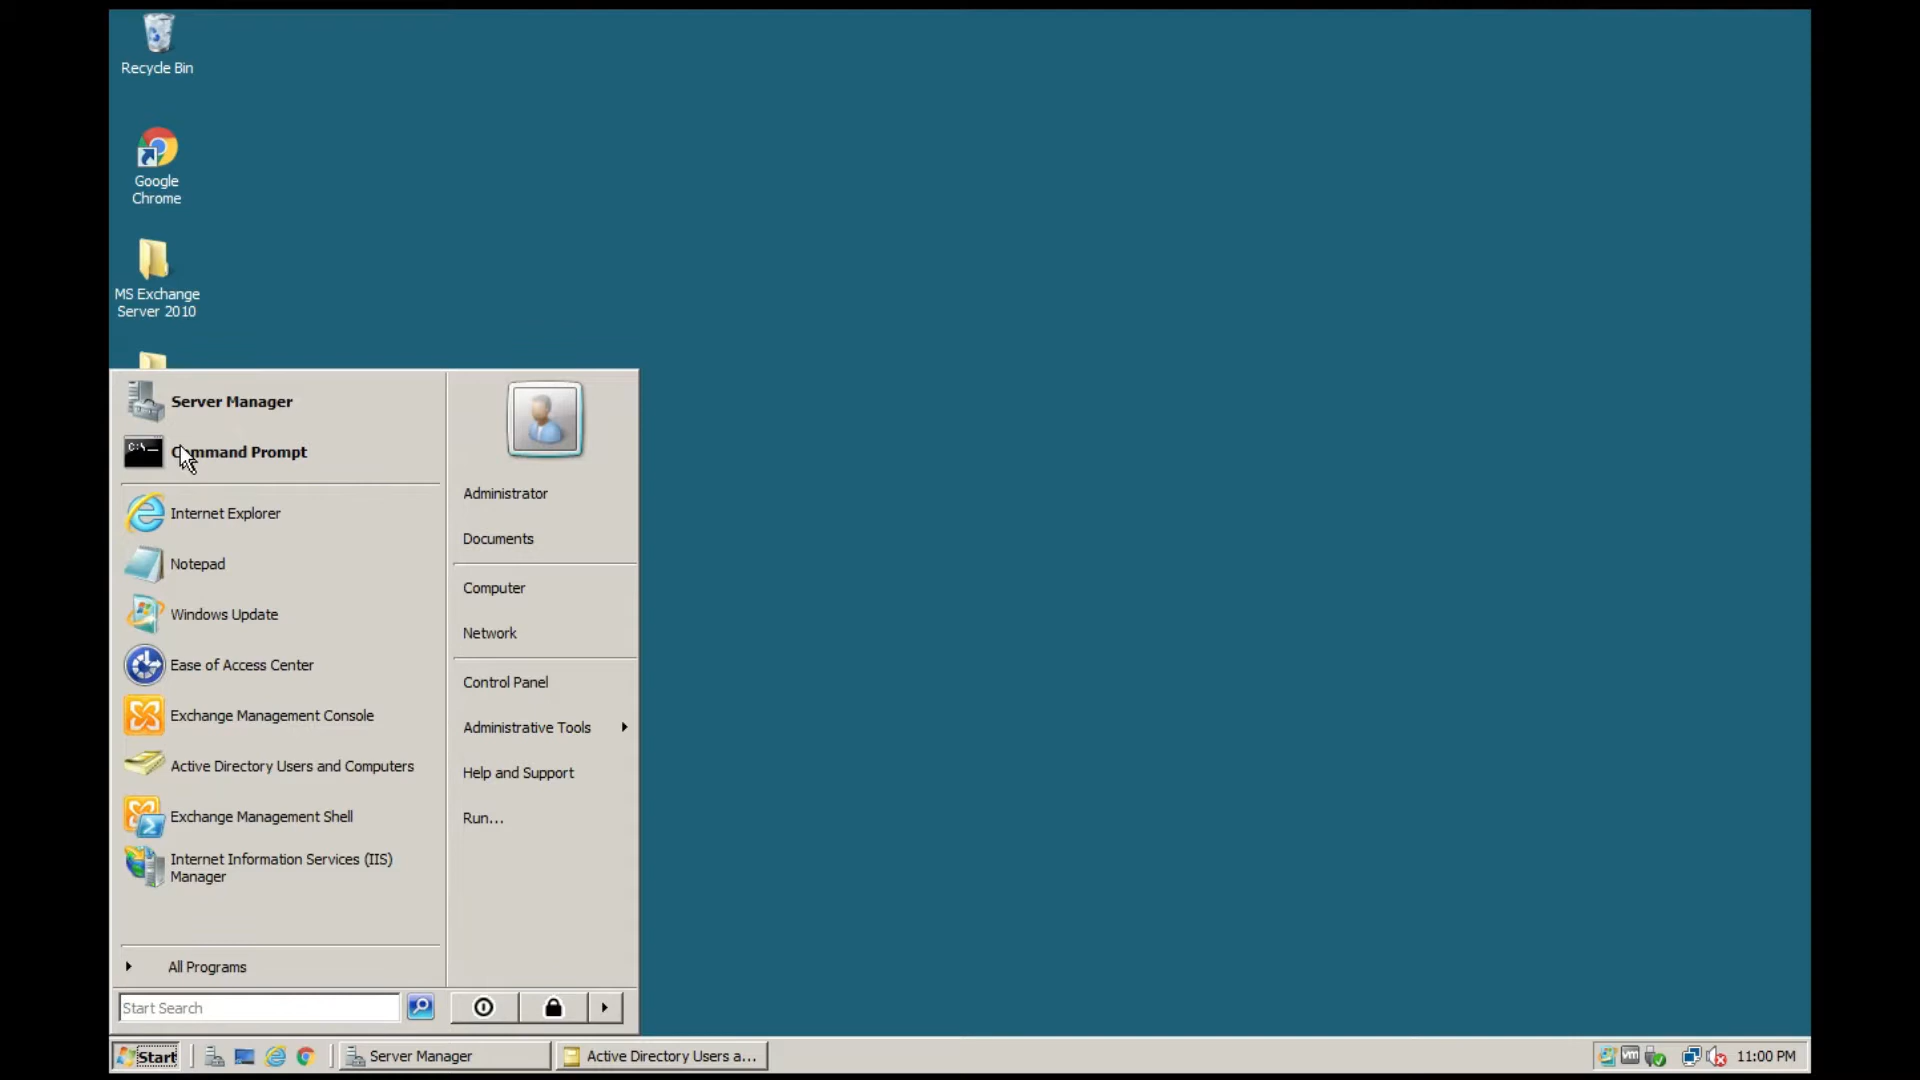 Recycle Bin
Google
Chrome
MS Exchange
Server 2010
Server Manager
Command Prompt
Internet Explorer
Notepad
Windows Update
Ease of Access Center
Exchange Management Console
Active Directory Users and Computers
Exchange Management Shell
Internet Information Services (IIS)
Manager
All Programs
Start Search
Administrator
Documents
Computer
Network
Control Panel
Administrative Tools
Help and Support
Run...
Start
Server Manager
Active Directory Users a...
vm
11:00 PM